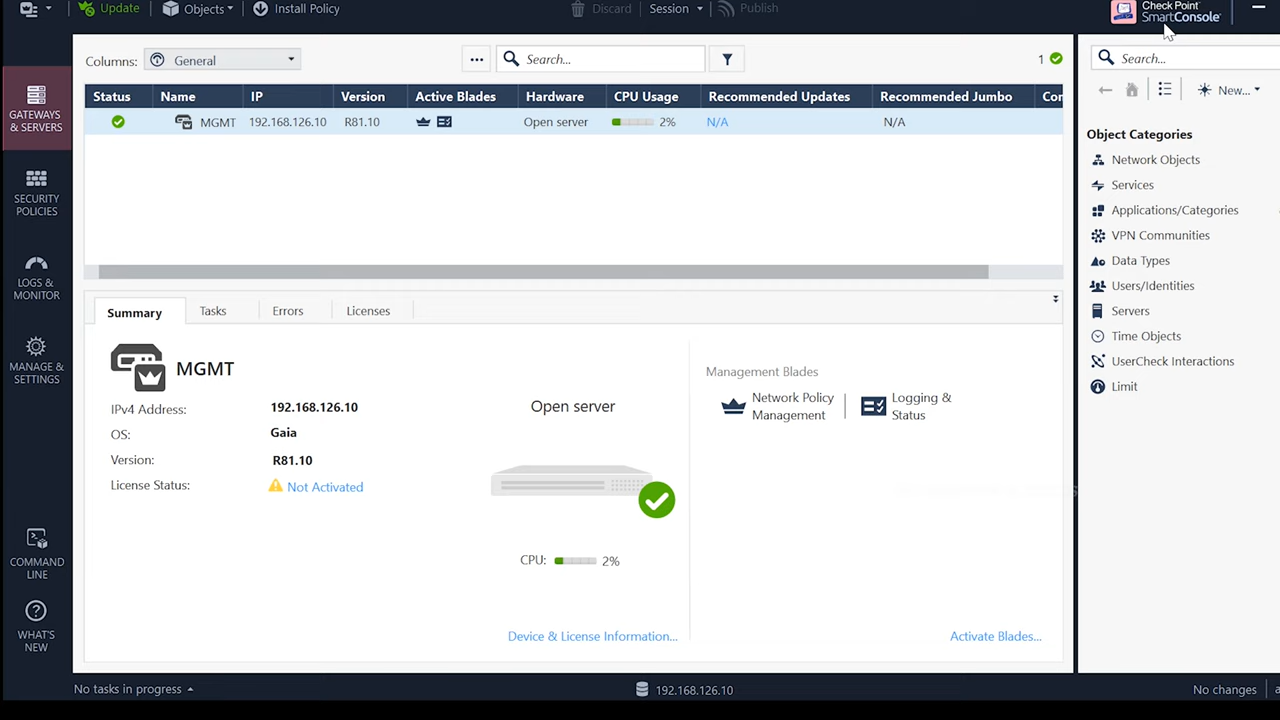 Update
Objects
Install Policy
Discard
Session
Publish
Check Point
SmartConsole
GATEWAYS
& SERVERS
SECURITY
POLICIES
LOGS &
MONITOR
MANAGE &
SETTINGS
COMMAND
LINE
WHAT'S
NEW
Columns:
General
...
Search...
1
Status
Name
IP
Version
Active Blades
Hardware
CPU Usage
Recommended Updates
Recommended Jumbo
Cor
MGMT
192.168.126.10
R81.10
Open server
2%
N/A
N/A
Summary
Tasks
Errors
Licenses
MGMT
IPv4 Address:
192.168.126.10
OS:
Gaia
Version:
R81.10
License Status:
Not Activated
Open server
CPU:
2%
Device & License Information...
Management Blades
Network Policy
Management
Logging &
Status
Activate Blades...
Search...
New...
Object Categories
Network Objects
Services
Applications/Categories
VPN Communities
Data Types
Users/Identities
Servers
Time Objects
UserCheck Interactions
Limit
No tasks in progress
192.168.126.10
No changes